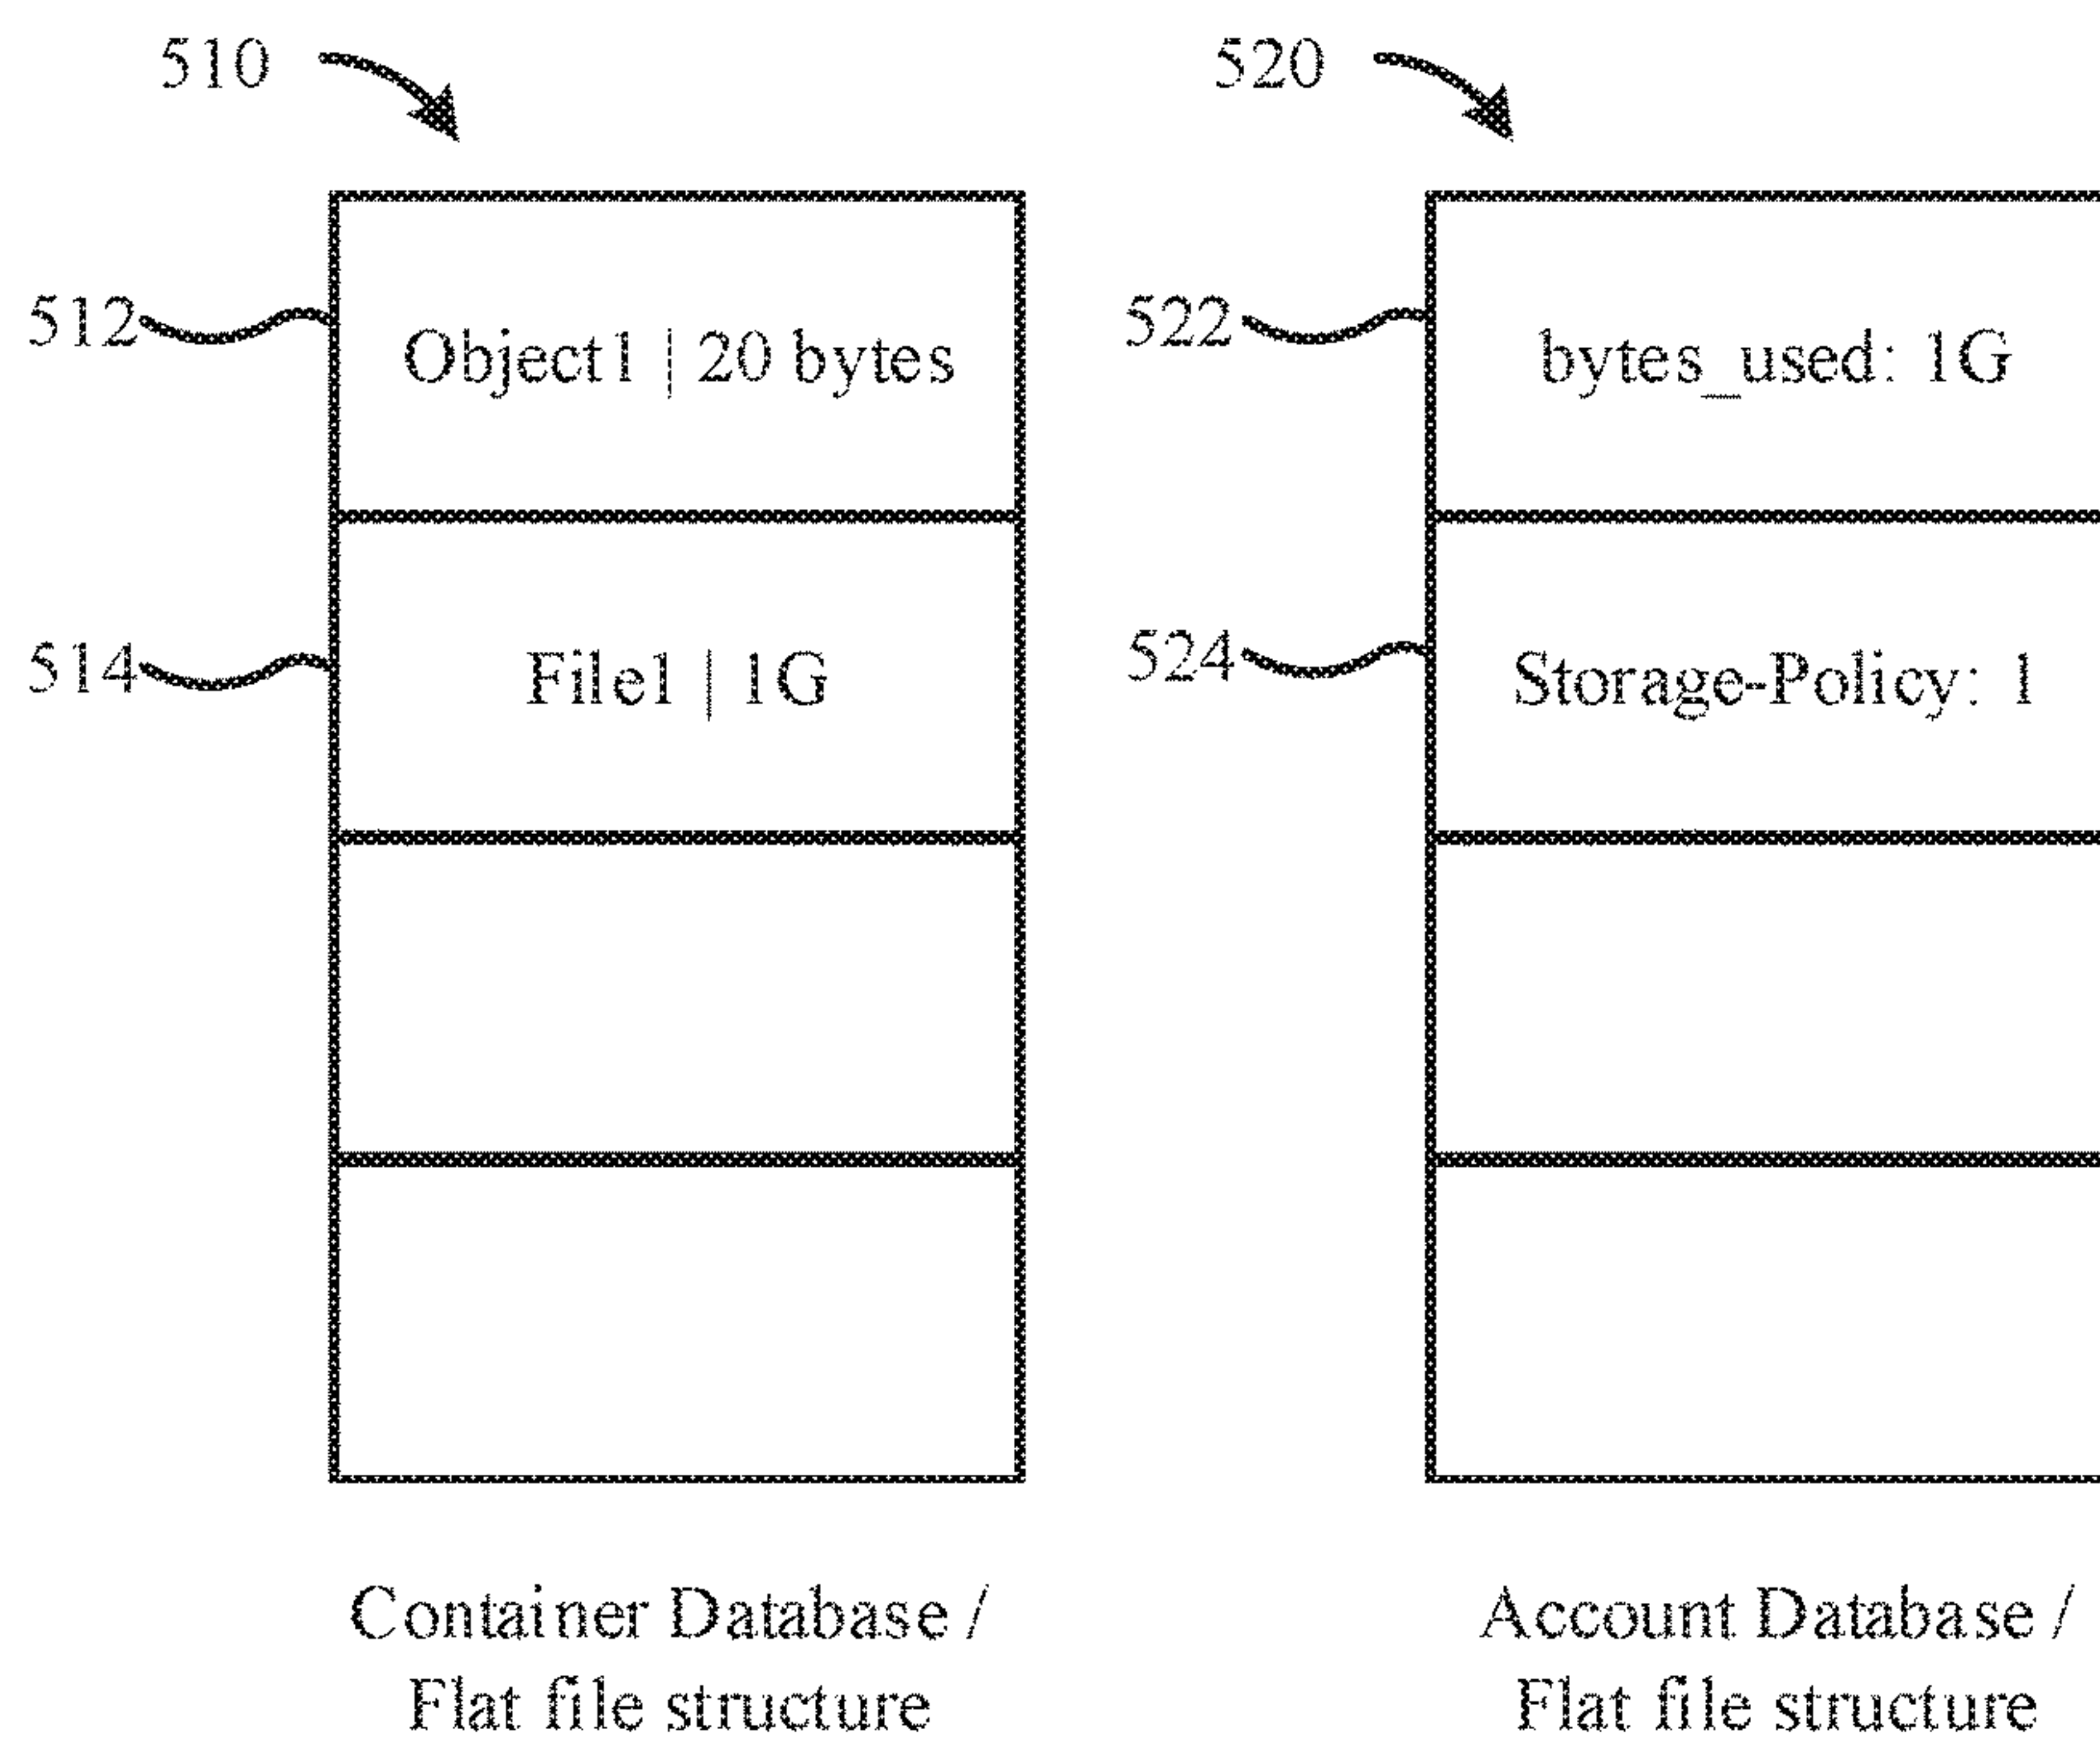 510
520
512
Object1 | 20 bytes
522
bytes_used: 1G
514
File1 | 1G
524
Storage-Policy: 1
Container Database /
Flat file structure
Account Database /
Flat file structure